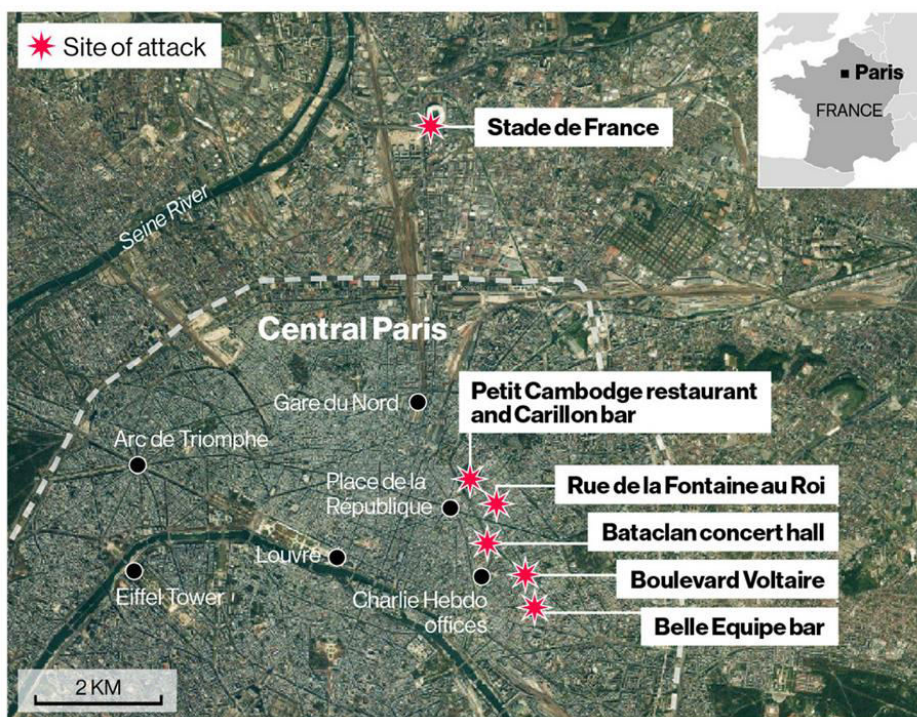 Site of attack
Paris
FRANCE
Stade de France
Seine River
Central Paris
Gare du Nord
Petit Cambodge restaurant
and Carillon bar
Arc de Triomphe
Place de la
République
Rue de la Fontaine au Roi
Bataclan concert hall
Louvre
Boulevard Voltaire
Eiffel Tower
Charlie Hebdo
offices
Belle Equipe bar
2 KM